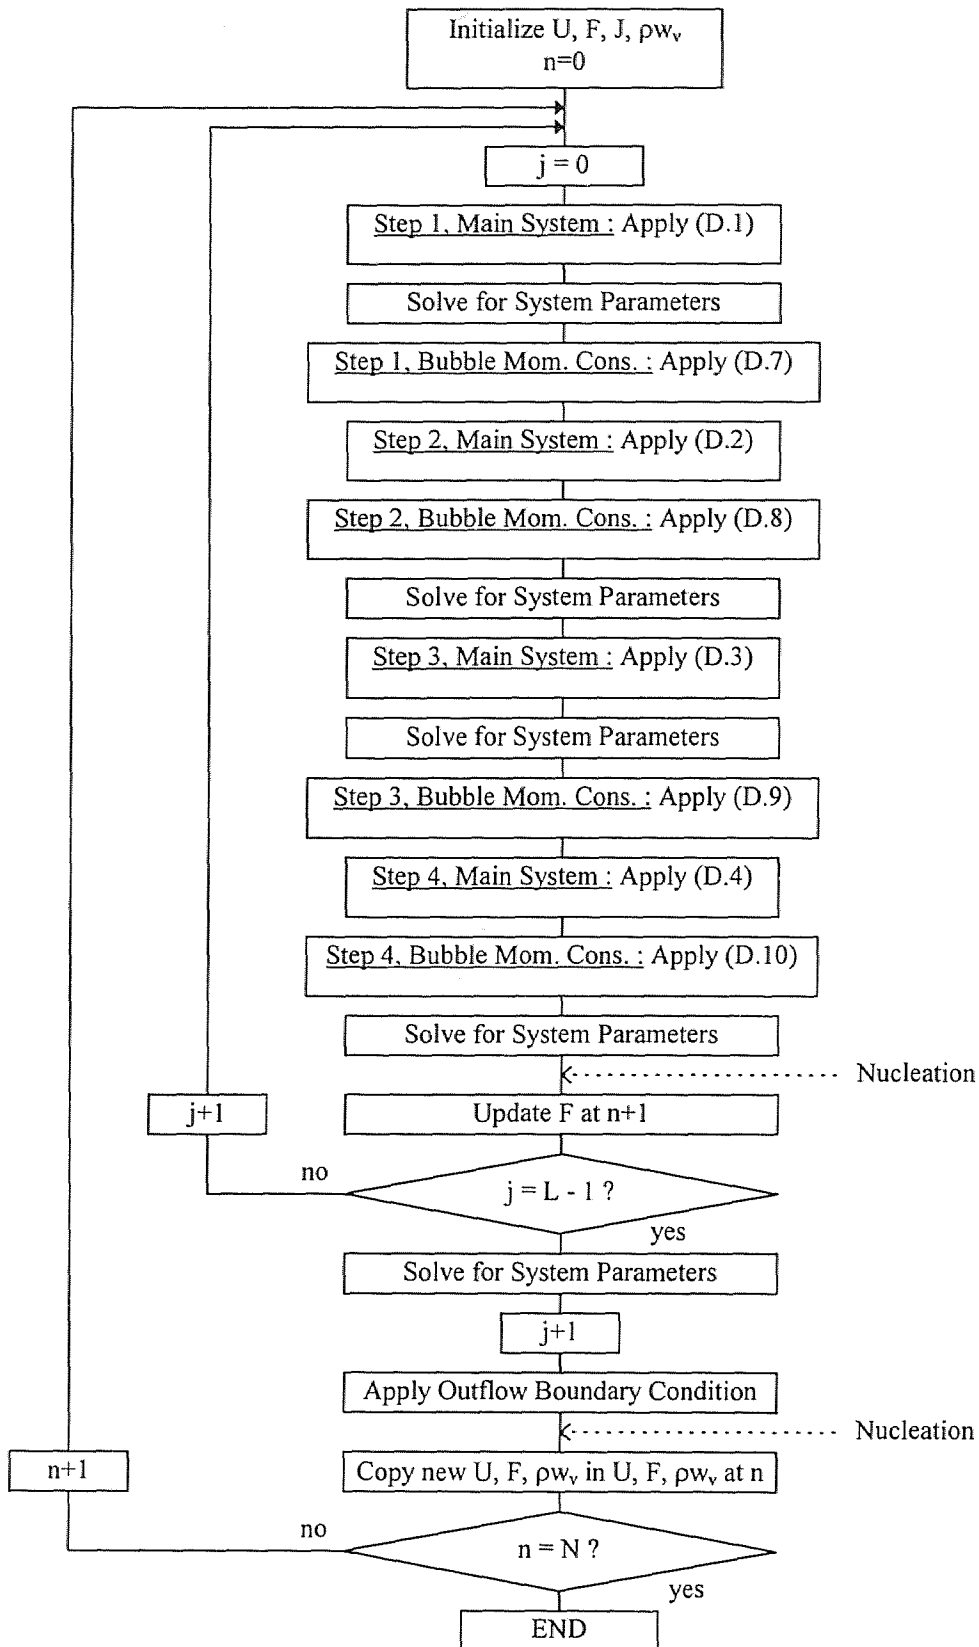 Initialize U, F, J, ρwᵥ
n=0
j = 0
Step 1, Main System : Apply (D.1)
Solve for System Parameters
Step 1, Bubble Mom. Cons. : Apply (D.7)
Step 2, Main System : Apply (D.2)
Step 2, Bubble Mom. Cons. : Apply (D.8)
Solve for System Parameters
Step 3, Main System : Apply (D.3)
Solve for System Parameters
Step 3, Bubble Mom. Cons. : Apply (D.9)
Step 4, Main System : Apply (D.4)
Step 4, Bubble Mom. Cons. : Apply (D.10)
Solve for System Parameters
Nucleation
j+1
Update F at n+1
no
j = L - 1 ?
yes
Solve for System Parameters
j+1
Apply Outflow Boundary Condition
Nucleation
n+1
Copy new U, F, ρwᵥ in U, F, ρwᵥ at n
no
n = N ?
yes
END